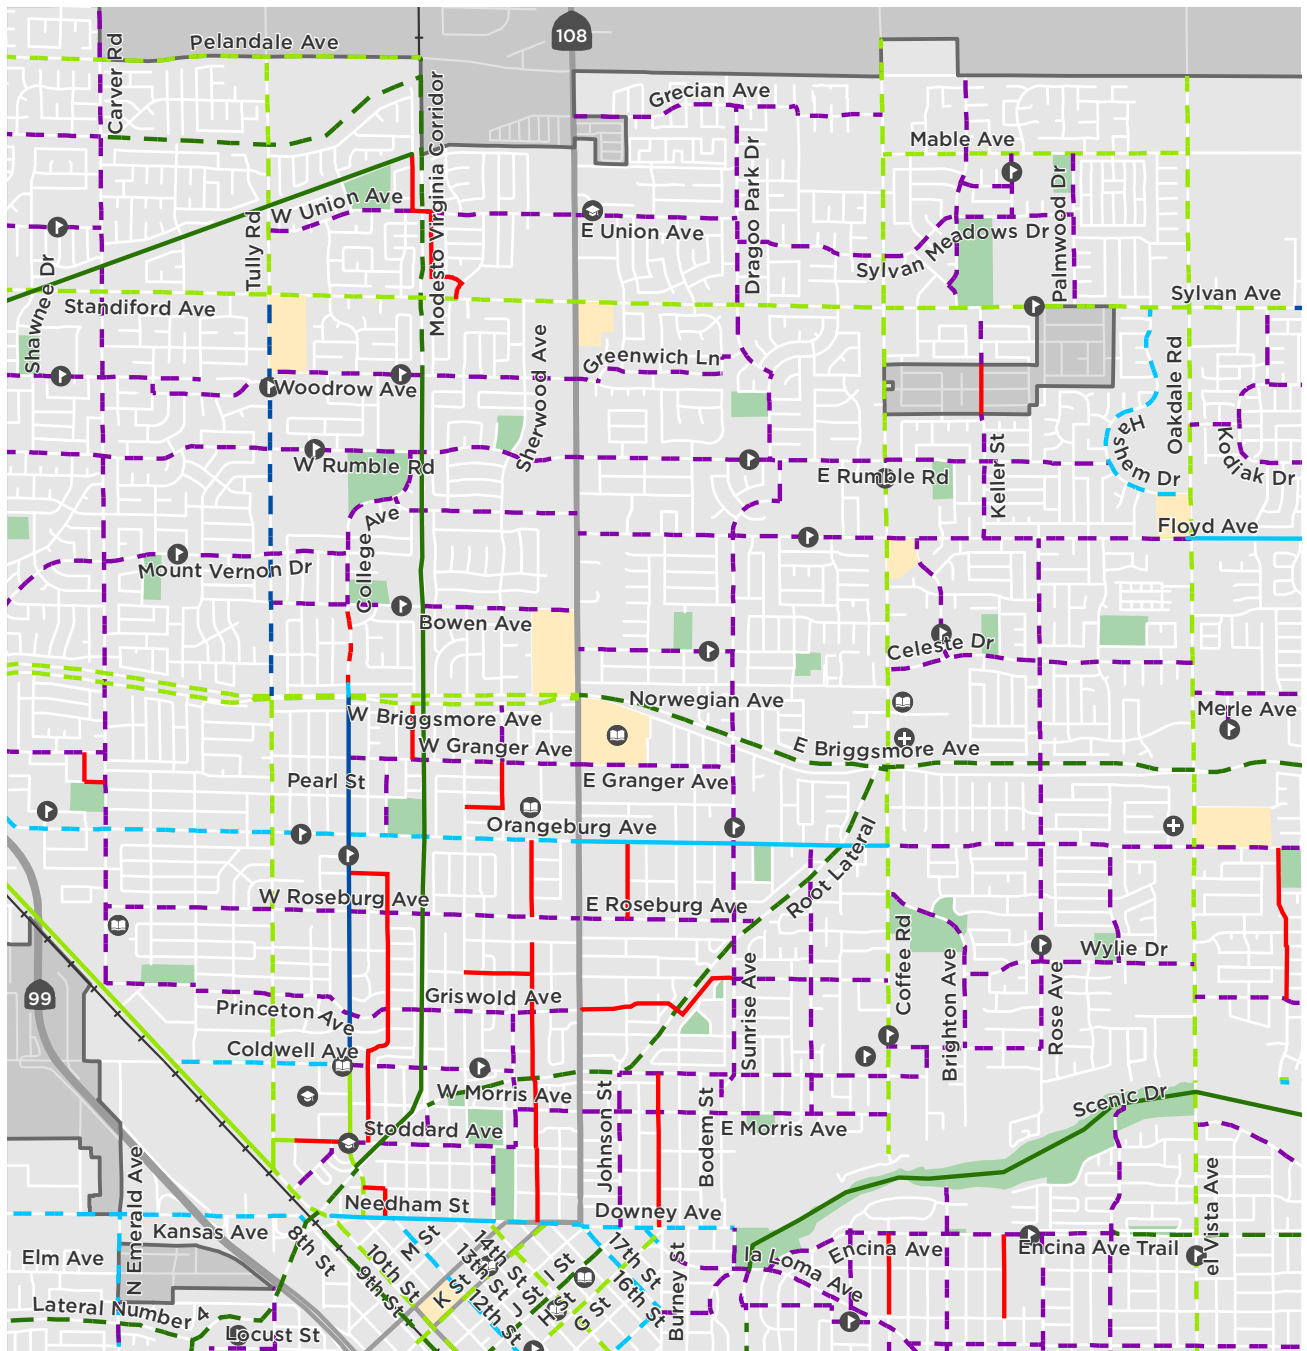 108
Pelandale Ave
Carver Rd
Modesto Virginia Corridor
Grecian Ave
Mable Ave
Dragoo Park Dr
Palmwood Dr
W Union Ave
Tully Rd
E Union Ave
Sylvan Meadows Dr
Shawnee Dr
Standiford Ave
Sylvan Ave
Sherwood Ave
Greenwich Ln
Oakdale Rd
Woodrow Ave
Hashem Dr
Kodiak Dr
W Rumble Rd
E Rumble Rd
Keller St
College Ave
Floyd Ave
Mount Vernon Dr
Bowen Ave
Celeste Dr
Norwegian Ave
Merle Ave
W Briggsmore Ave
W Granger Ave
E Briggsmore Ave
Pearl St
E Granger Ave
Orangeburg Ave
Root Lateral
W Roseburg Ave
E Roseburg Ave
Coffee Rd
Wylie Dr
99
Princeton Ave
Griswold Ave
Sunrise Ave
Brighton Ave
Rose Ave
Coldwell Ave
W Morris Ave
Johnson St
Bodem St
Scenic Dr
Stoddard Ave
E Morris Ave
N Emerald Ave
Needham St
Downey Ave
el Vista Ave
Kansas Ave
8th St
M St
14th St
13th St
I St
17th St
Encina Ave
Encina Ave Trail
Elm Ave
10th St
9th St
K St
12th St
J St
H St
G St
16th St
Burney St
la Loma Ave
Lateral Number 4
Locust St